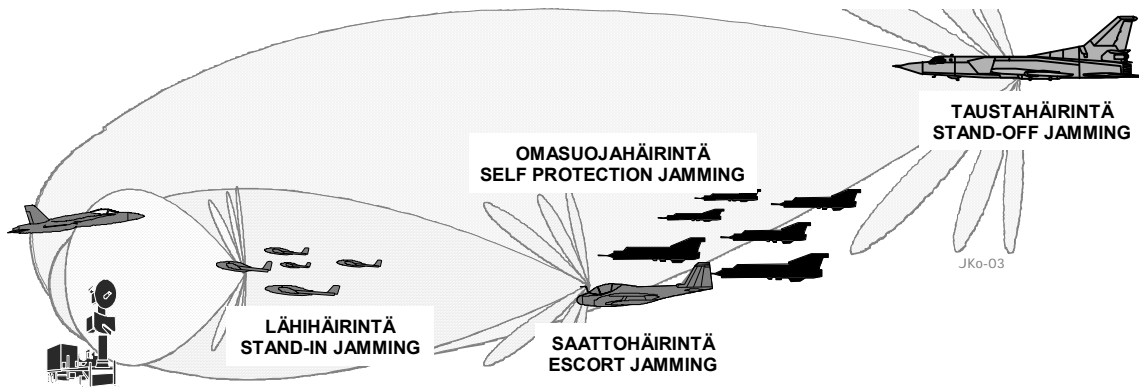 TAUSTAHÄIRINTÄ
STAND-OFF JAMMING
OMASUOJAHÄIRINTÄ
SELF PROTECTION JAMMING
JKo-03
LÄHIHÄIRINTÄ
STAND-IN JAMMING
SAATTOHÄIRINTÄ
ESCORT JAMMING